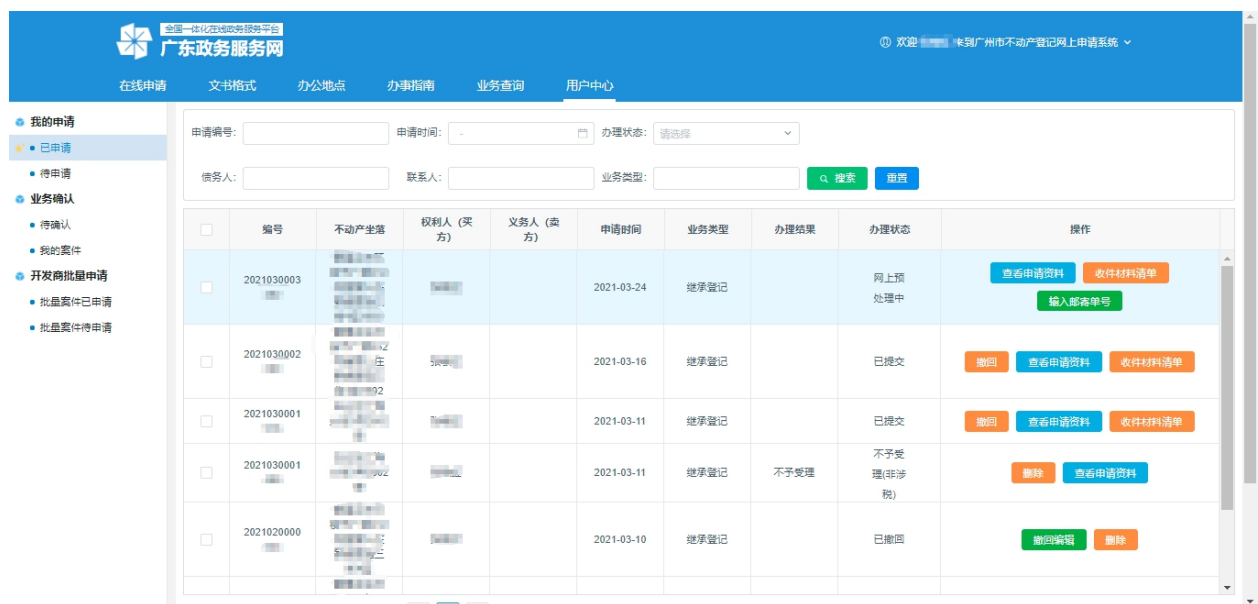 全国一体化在线政务服务平台
广东政务服务网
欢迎 来到广州市不动产登记网上申请系统
在线申请 文书格式 办公地点 办事指南 业务查询 用户中心
我的申请
已申请
待申请
业务确认
待确认
我的案件
开发商批量申请
批量案件已申请
批量案件待申请
申请编号: 申请时间: - 办理状态: 请选择
债务人: 联系人: 业务类型: 搜索 重置
编号 不动产坐落 权利人（买方） 义务人（卖方） 申请时间 业务类型 办理结果 办理状态 操作
2021030003 2021-03-24 继承登记 网上预处理中 查看申请资料 收件材料清单 输入邮寄单号
2021030002 2021-03-16 继承登记 已提交 撤回 查看申请资料 收件材料清单
2021030001 2021-03-11 继承登记 已提交 撤回 查看申请资料 收件材料清单
2021030001 2021-03-11 继承登记 不予受理 不予受理(非涉税) 删除 查看申请资料
2021020000 2021-03-10 继承登记 已撤回 撤回编辑 删除